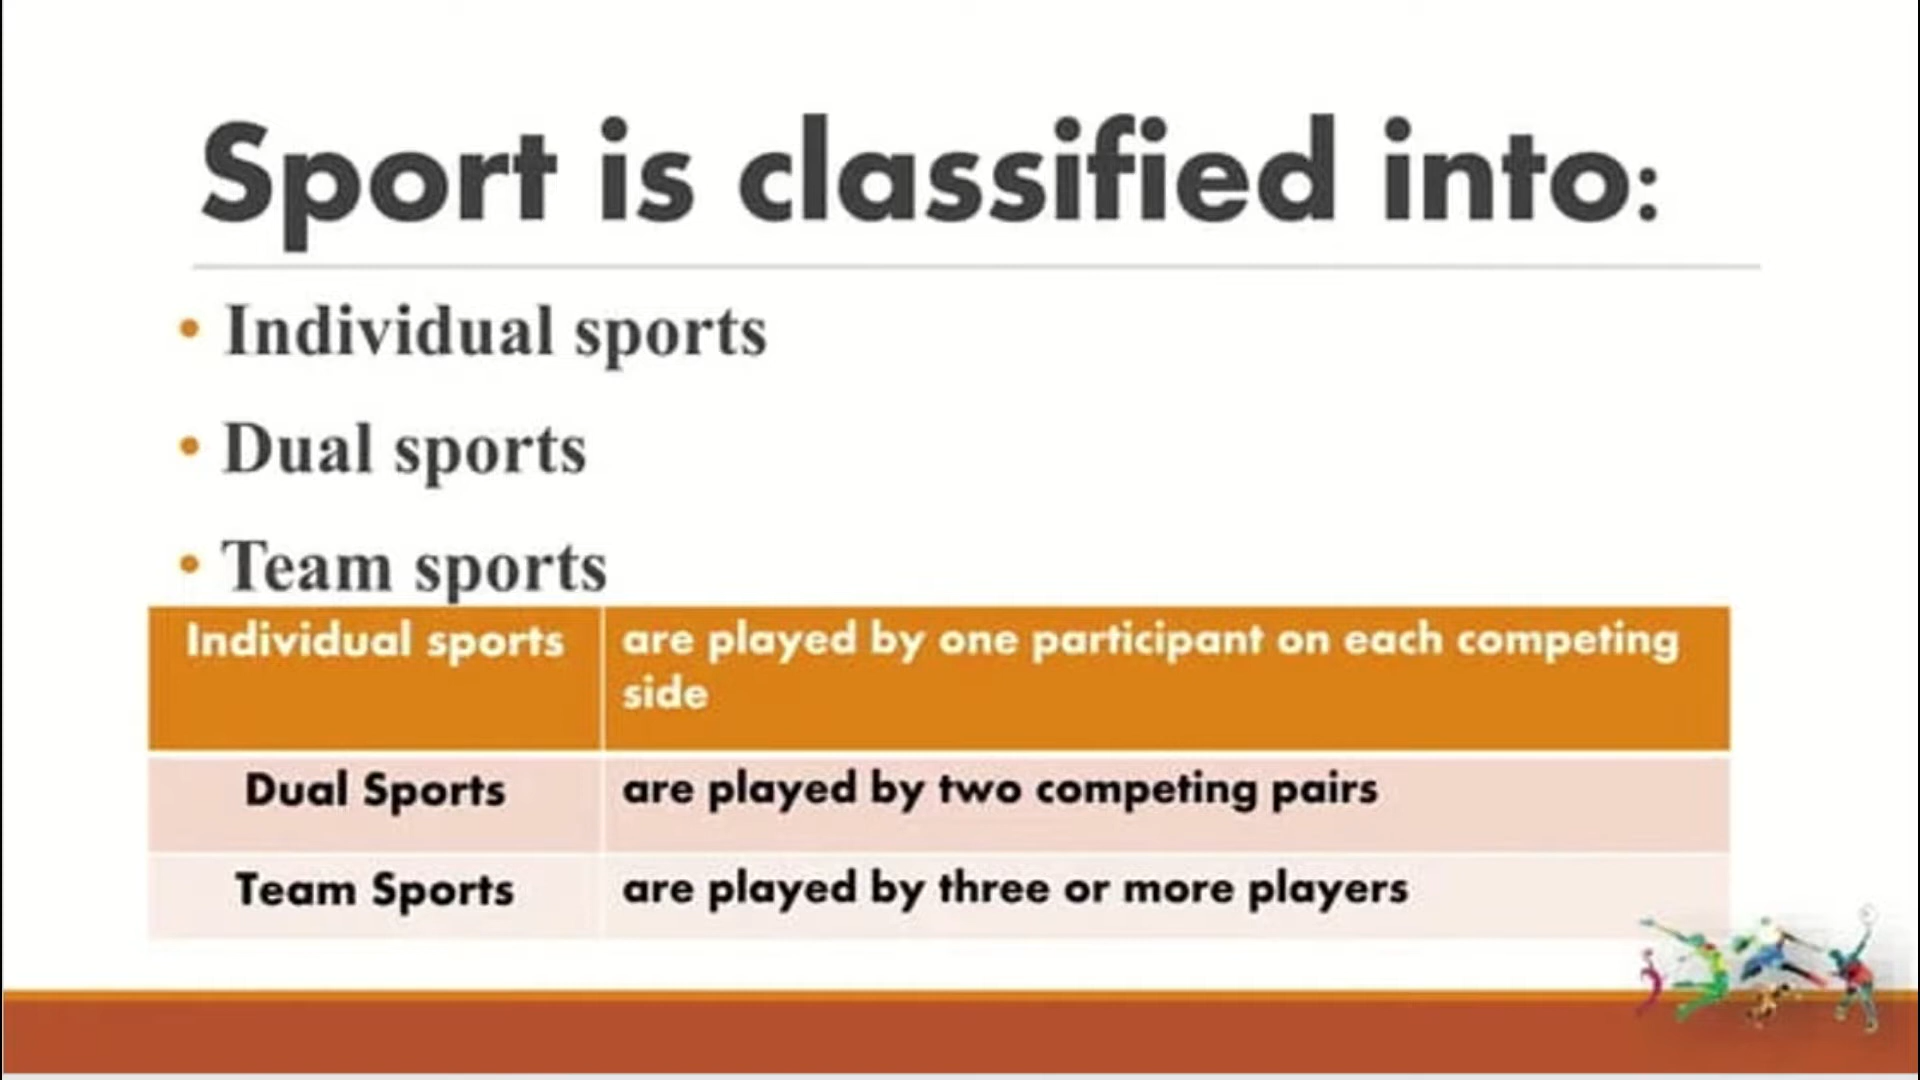 Sport is classified into:
• Individual sports
• Dual sports
• Team sports
Individual sports are played by one participant on each competing
side
Dual Sports are played by two competing pairs
Team Sports are played by three or more players